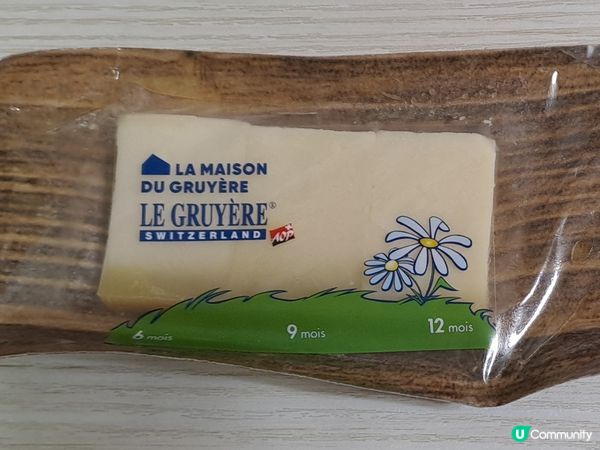 LA MAISON
DU GRUYÈRE
LE GRUYÈRE®
SWITZERLAND
AOP
6 mois
9 mois
12 mois
U Community